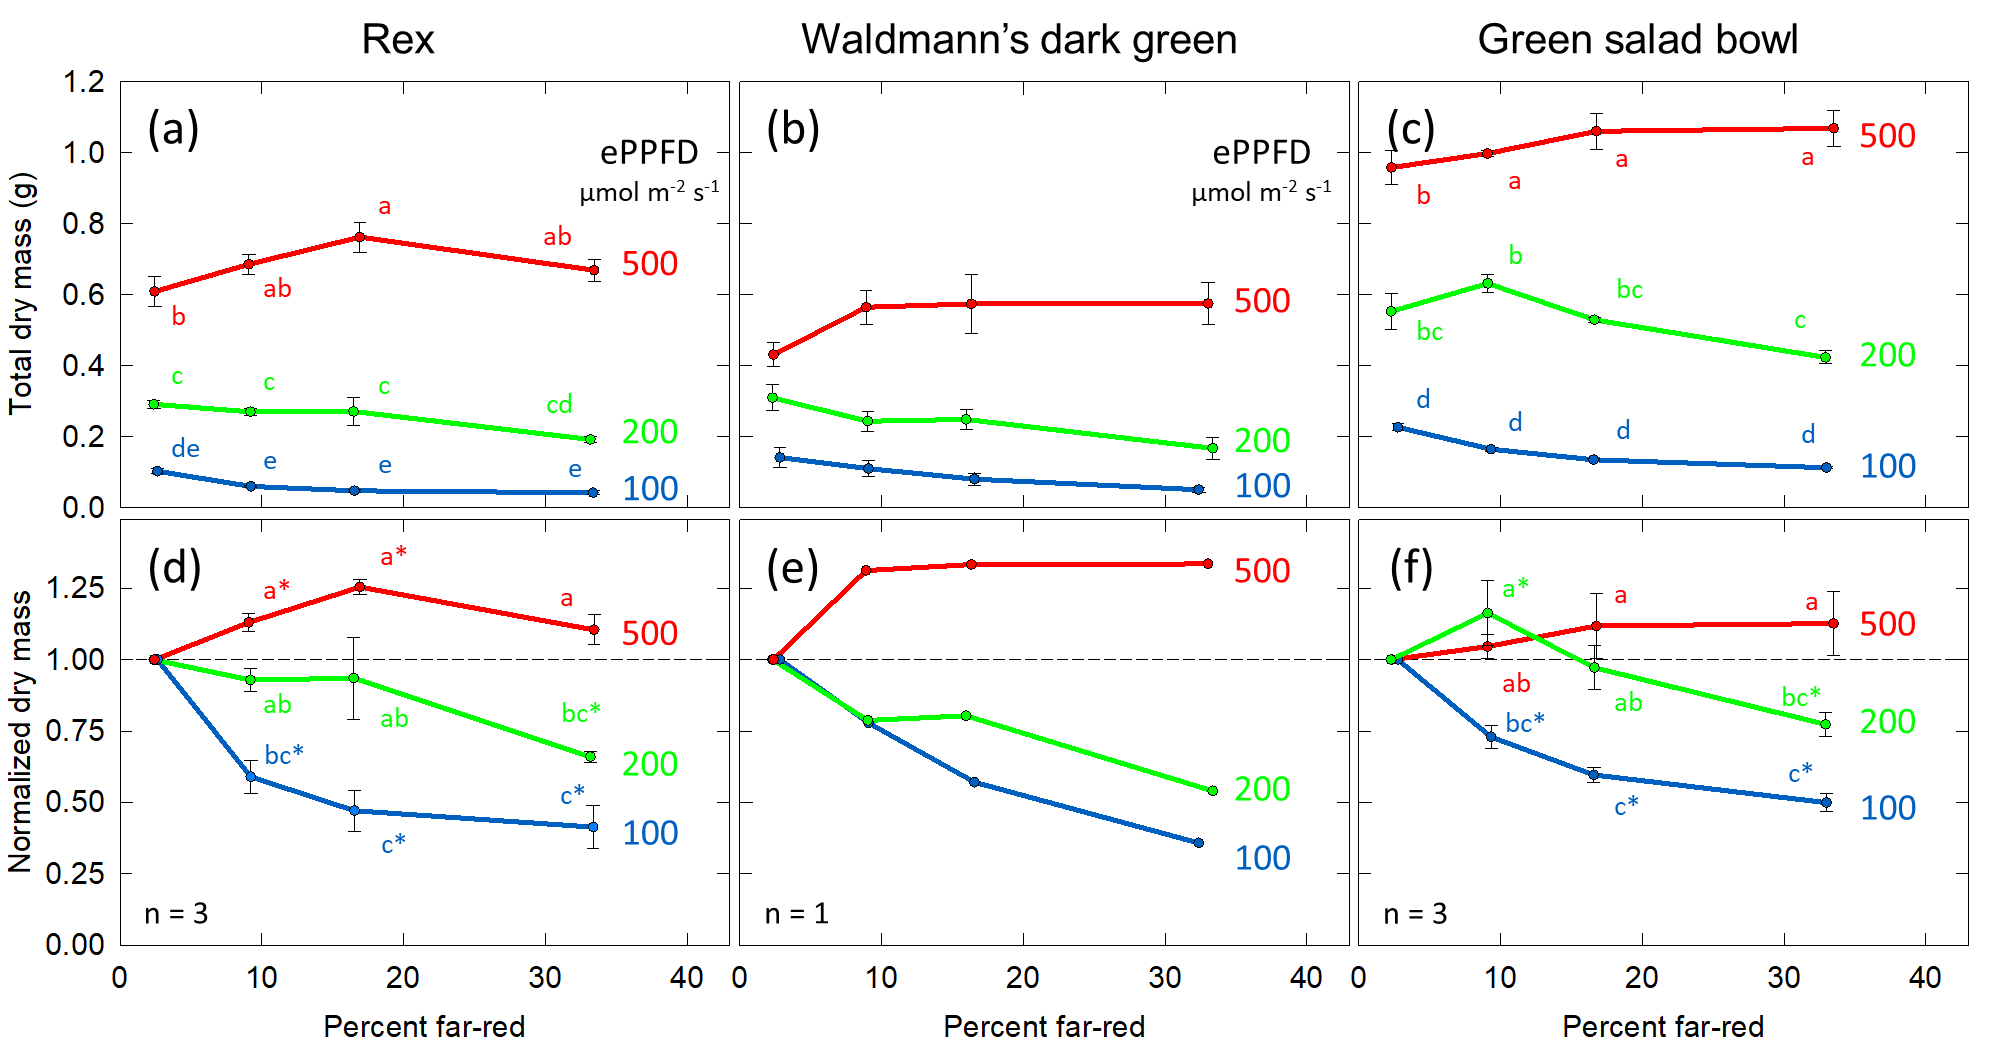 Rex
Waldmann’s dark green
Green salad bowl
Total dry mass (g)
1.2
1.0
0.8
0.6
0.4
0.2
0.0
(a)
ePPFD
µmol m-2 s-1
a
ab
ab
b
500
c
c
c
cd
200
de
e
e
e
100
(b)
ePPFD
µmol m-2 s-1
500
200
100
(c)
500
b
a
a
a
b
bc
bc
c
200
d
d
d
d
100
Normalized dry mass
1.25
1.00
0.75
0.50
0.25
0.00
(d)
a*
a*
a
500
ab
ab
bc*
200
bc*
c*
c*
100
n = 3
(e)
500
200
100
n = 1
(f)
a*
a
a
500
ab
ab
bc*
200
bc*
c*
c*
100
n = 3
0 10 20 30 40
0 10 20 30 40
0 10 20 30 40
Percent far-red
Percent far-red
Percent far-red